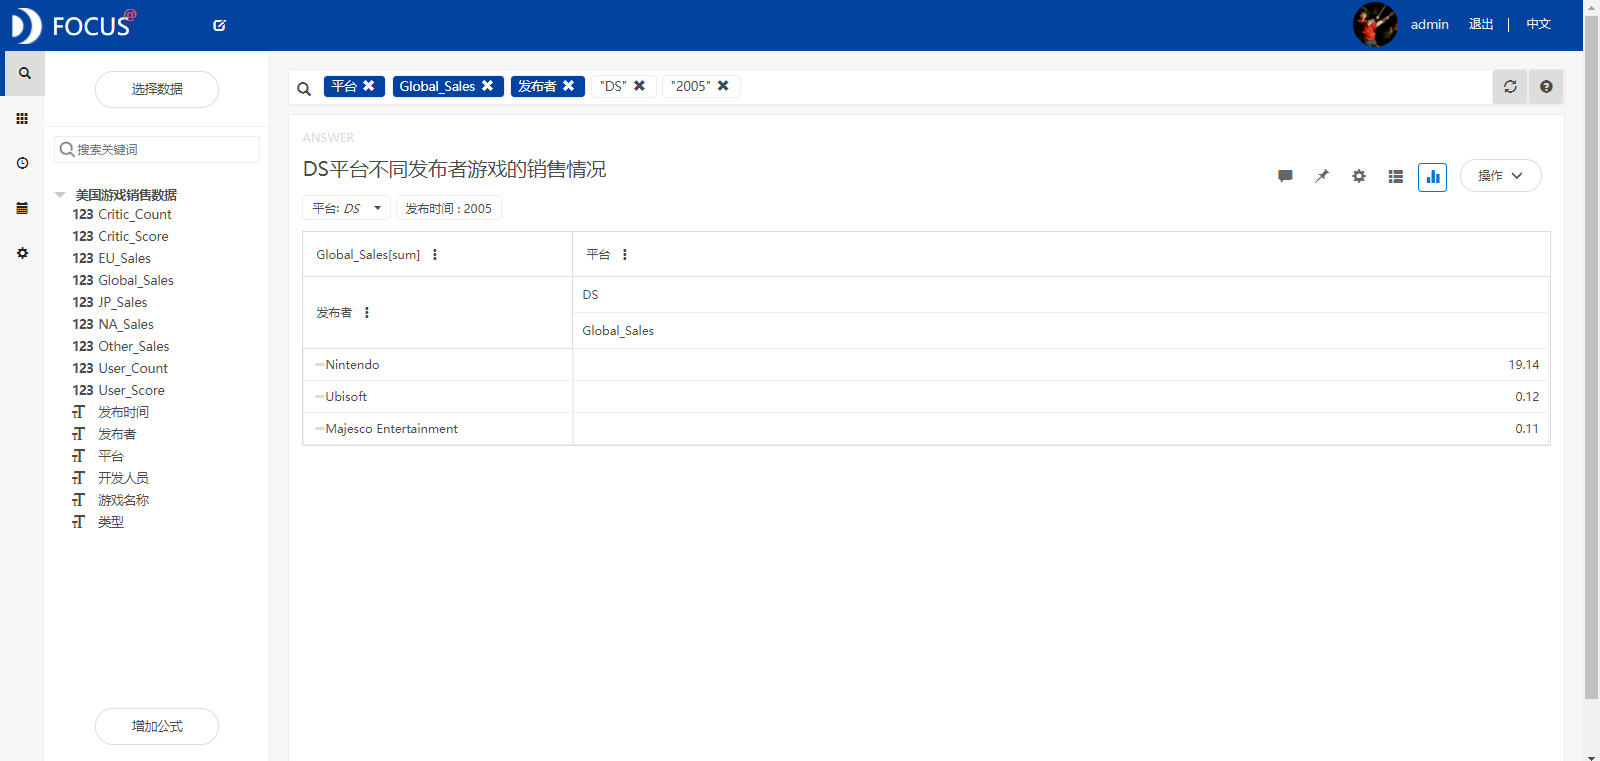 FOCUS@
admin 退出 | 中文
选择数据
搜索关键词
美国游戏销售数据
123 Critic_Count
123 Critic_Score
123 EU_Sales
123 Global_Sales
123 JP_Sales
123 NA_Sales
123 Other_Sales
123 User_Count
123 User_Score
发布时间
发布者
平台
开发人员
游戏名称
类型
增加公式
平台 Global_Sales 发布者 "DS" "2005"
ANSWER
DS平台不同发布者游戏的销售情况
操作
平台: DS 发布时间 : 2005
Global_Sales[sum] 平台
发布者 DS
Global_Sales
Nintendo 19.14
Ubisoft 0.12
Majesco Entertainment 0.11